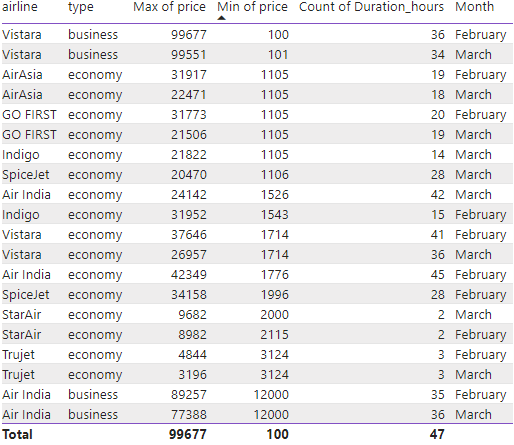 airline type Max of price Min of price Count of Duration_hours Month
Vistara business 99677 100 36 February
Vistara business 99551 101 34 March
AirAsia economy 31917 1105 19 February
AirAsia economy 22471 1105 18 March
GO FIRST economy 31773 1105 20 February
GO FIRST economy 21506 1105 19 March
Indigo economy 21822 1105 14 March
SpiceJet economy 20470 1106 28 March
Air India economy 24142 1526 42 March
Indigo economy 31952 1543 15 February
Vistara economy 37646 1714 41 February
Vistara economy 26957 1714 36 March
Air India economy 42349 1776 45 February
SpiceJet economy 34158 1996 28 February
StarAir economy 9682 2000 2 March
StarAir economy 8982 2115 2 February
Trujet economy 4844 3124 3 February
Trujet economy 3196 3124 3 March
Air India business 89257 12000 35 February
Air India business 77388 12000 36 March
Total 99677 100 47